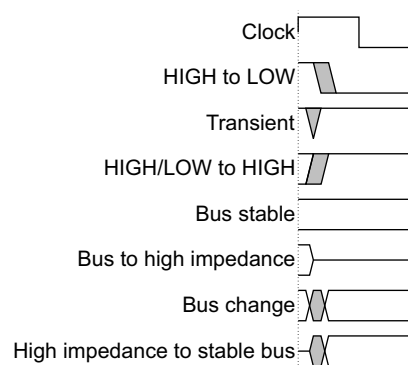 Clock
HIGH to LOW
Transient
HIGH/LOW to HIGH
Bus stable
Bus to high impedance
Bus change
High impedance to stable bus